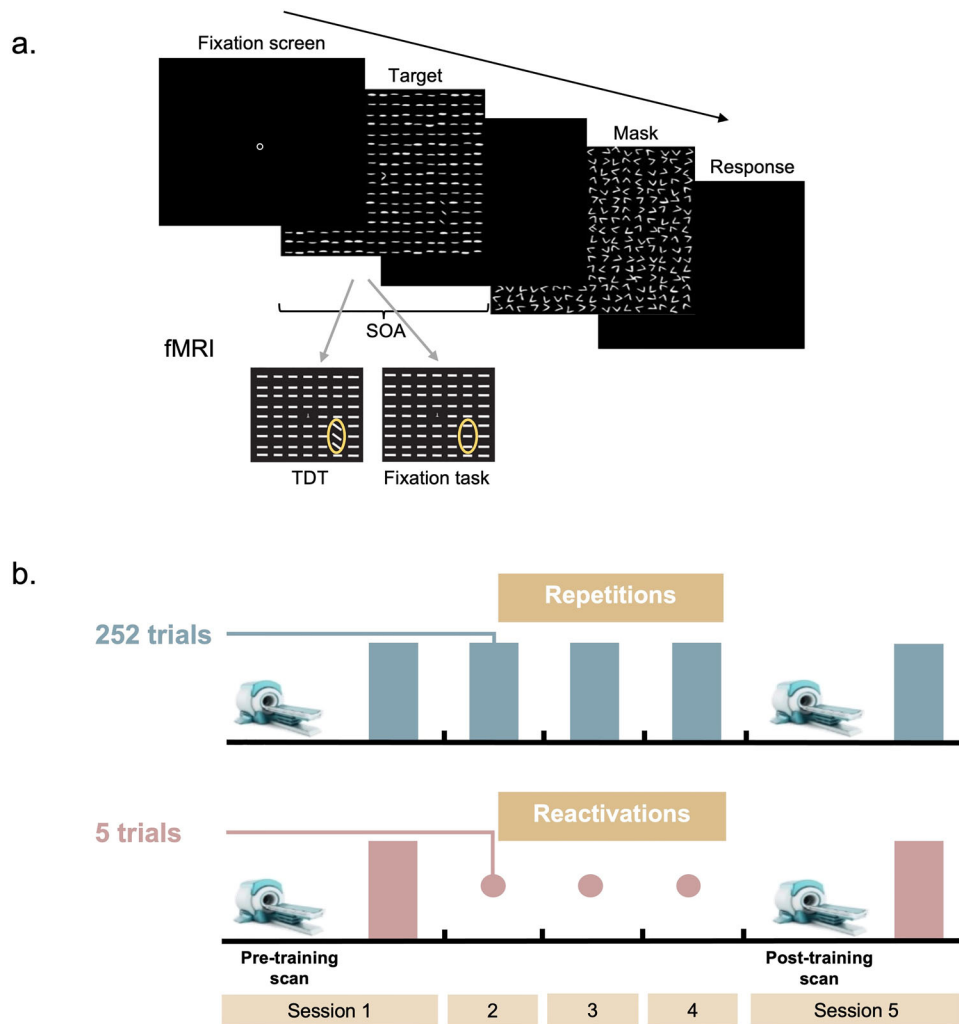 a.
Fixation screen
Target
Mask
Response
SOA
fMRI
TDT
Fixation task
b.
Repetitions
252 trials
Reactivations
5 trials
Pre-training
scan
Post-training
scan
Session 1
2
3
4
Session 5